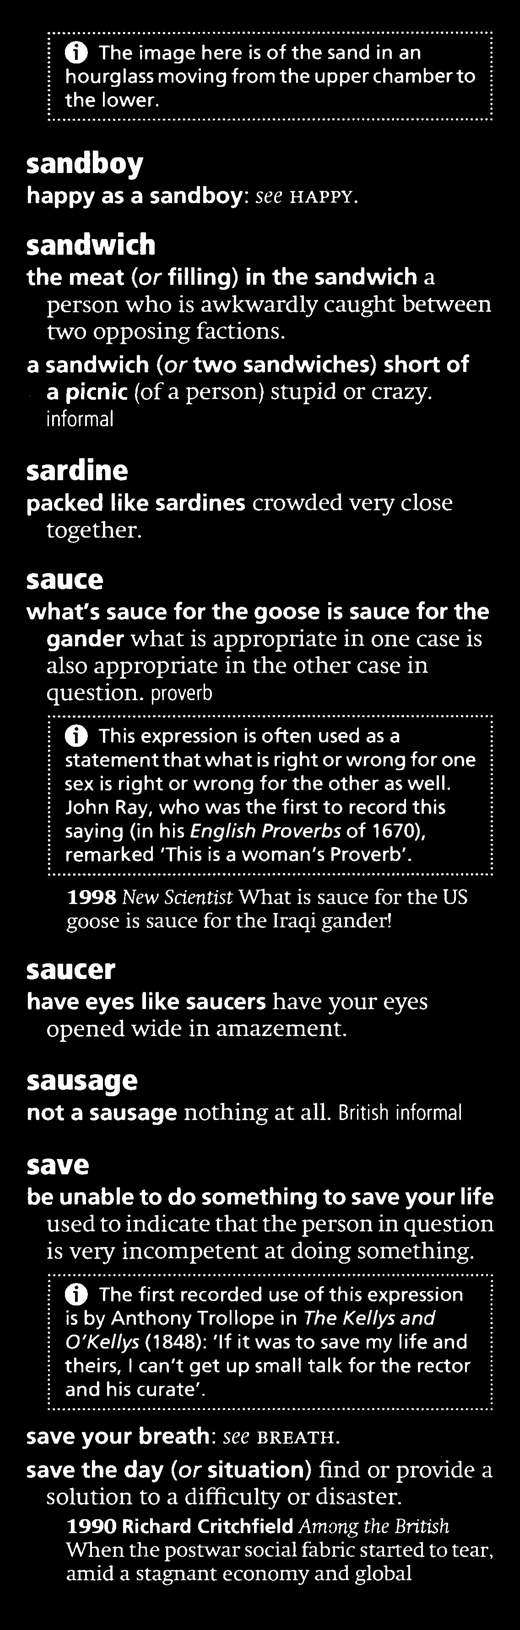 ⓘ The image here is of the sand in an
hourglass moving from the upper chamber to
the lower.
sandboy
happy as a sandboy: see HAPPY.
sandwich
the meat (or filling) in the sandwich a
person who is awkwardly caught between
two opposing factions.
a sandwich (or two sandwiches) short of
a picnic (of a person) stupid or crazy.
informal
sardine
packed like sardines crowded very close
together.
sauce
what's sauce for the goose is sauce for the
gander what is appropriate in one case is
also appropriate in the other case in
question. proverb
ⓘ This expression is often used as a
statement that what is right or wrong for one
sex is right or wrong for the other as well.
John Ray, who was the first to record this
saying (in his English Proverbs of 1670),
remarked 'This is a woman's Proverb'.
1998 New Scientist What is sauce for the US
goose is sauce for the Iraqi gander!
saucer
have eyes like saucers have your eyes
opened wide in amazement.
sausage
not a sausage nothing at all. British informal
save
be unable to do something to save your life
used to indicate that the person in question
is very incompetent at doing something.
ⓘ The first recorded use of this expression
is by Anthony Trollope in The Kellys and
O'Kellys (1848): 'If it was to save my life and
theirs, I can't get up small talk for the rector
and his curate'.
save your breath: see BREATH.
save the day (or situation) find or provide a
solution to a difficulty or disaster.
1990 Richard Critchfield Among the British
When the postwar social fabric started to tear,
amid a stagnant economy and global